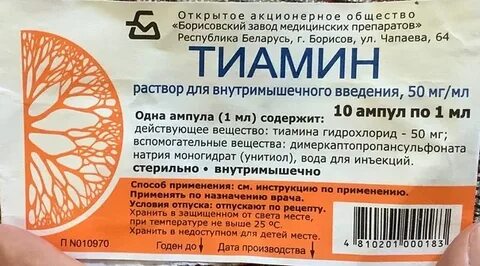 Открытое акционерное общество
«Борисовский завод медицинских препаратов»
Республика Беларусь, г. Борисов, ул. Чапаева, 64
ТИАМИН
раствор для внутримышечного введения, 50 мг/мл
10 ампул по 1 мл
Одна ампула (1 мл) содержит:
действующее вещество: тиамина гидрохлорид - 50 мг;
вспомогательные вещества: димеркаптопропансульфоната
натрия моногидрат (унитиол), вода для инъекций.
стерильно • внутримышечно
Способ применения: см. инструкцию по применению.
Применять по назначению врача.
Условия отпуска: отпускают по рецепту.
Хранить в защищенном от света месте,
при температуре не выше 25 °С.
Хранить в недоступном для детей месте.
П N010970
Годен до
Дата производства
4 810201 000183